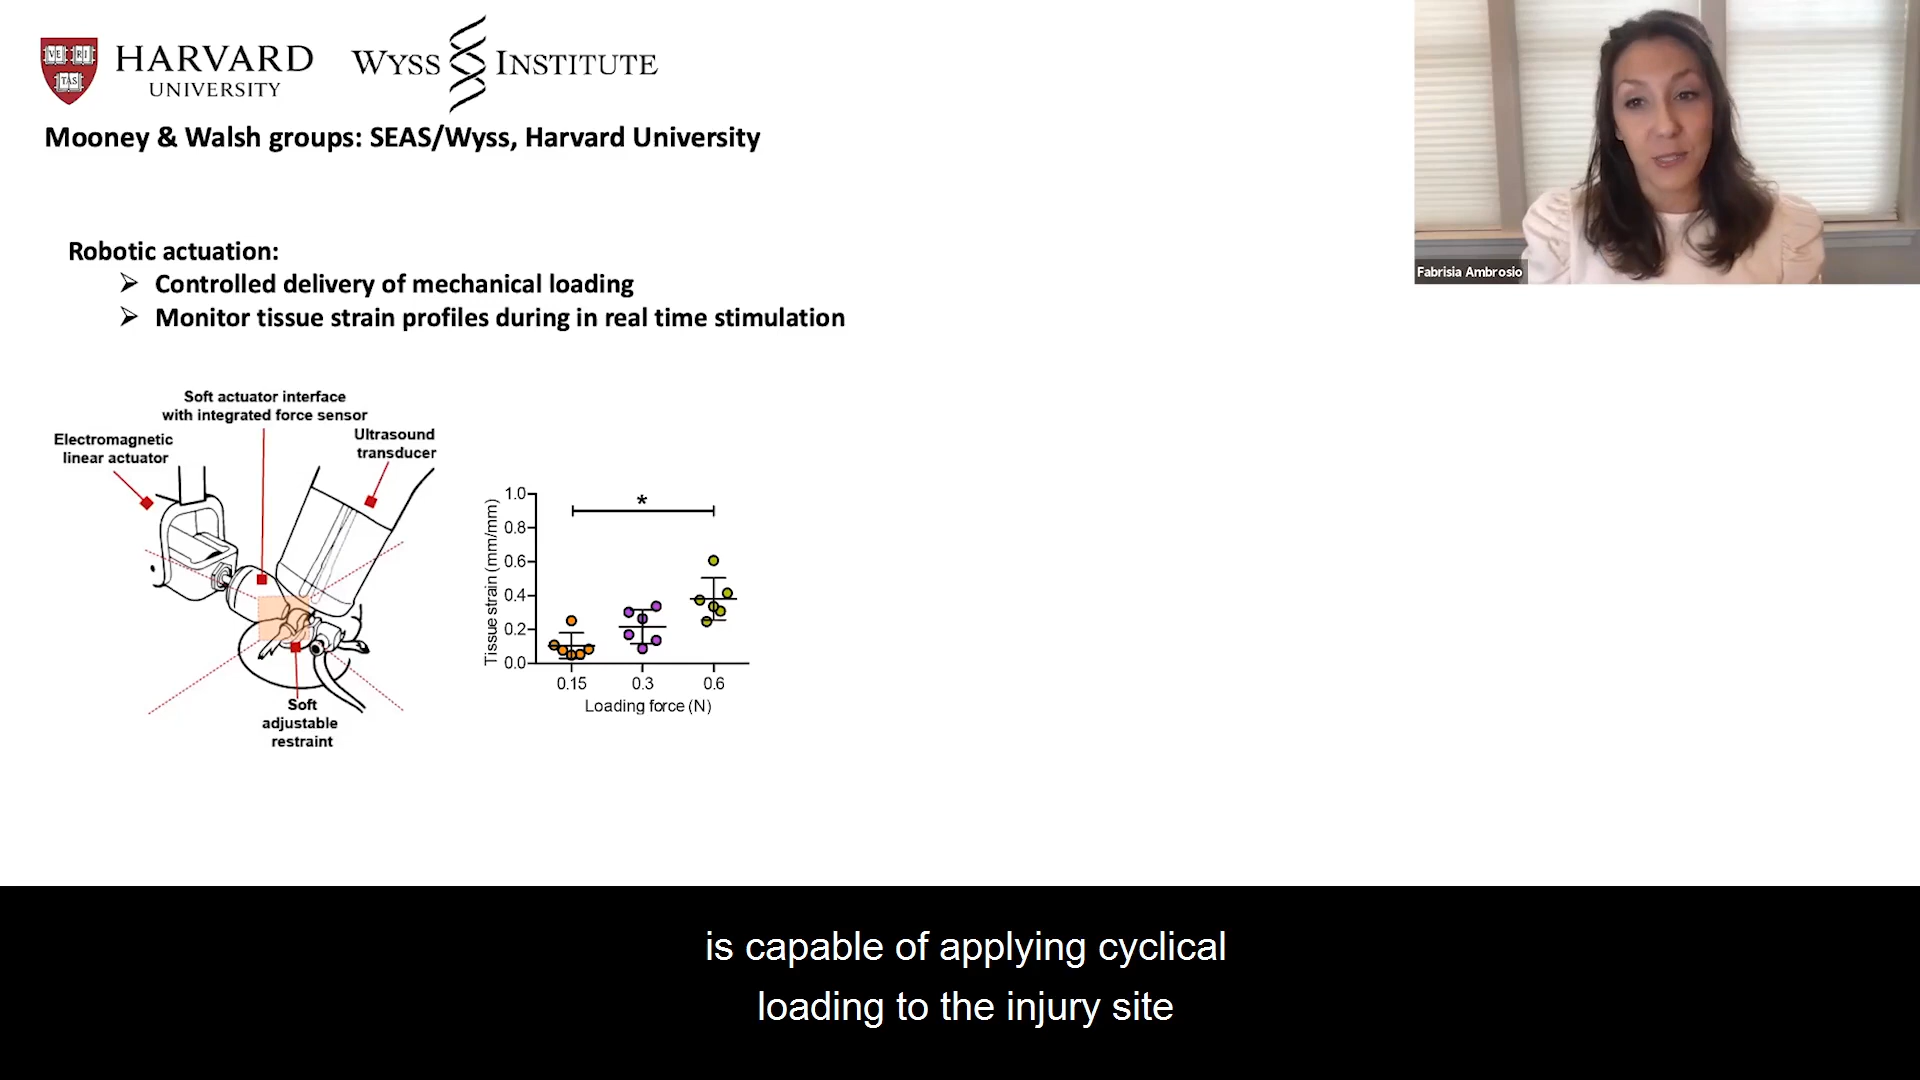 VE RI
TAS
HARVARD
UNIVERSITY
WYSS INSTITUTE
Mooney & Walsh groups: SEAS/Wyss, Harvard University
Fabrisia Ambrosio
Robotic actuation:
Controlled delivery of mechanical loading
Monitor tissue strain profiles during in real time stimulation
Soft actuator interface
with integrated force sensor
Electromagnetic
linear actuator
Ultrasound
transducer
Soft
adjustable
restraint
Tissue strain (mm/mm)
1.0
0.8
0.6
0.4
0.2
0.0
*
0.15 0.3 0.6
Loading force (N)
is capable of applying cyclical
loading to the injury site